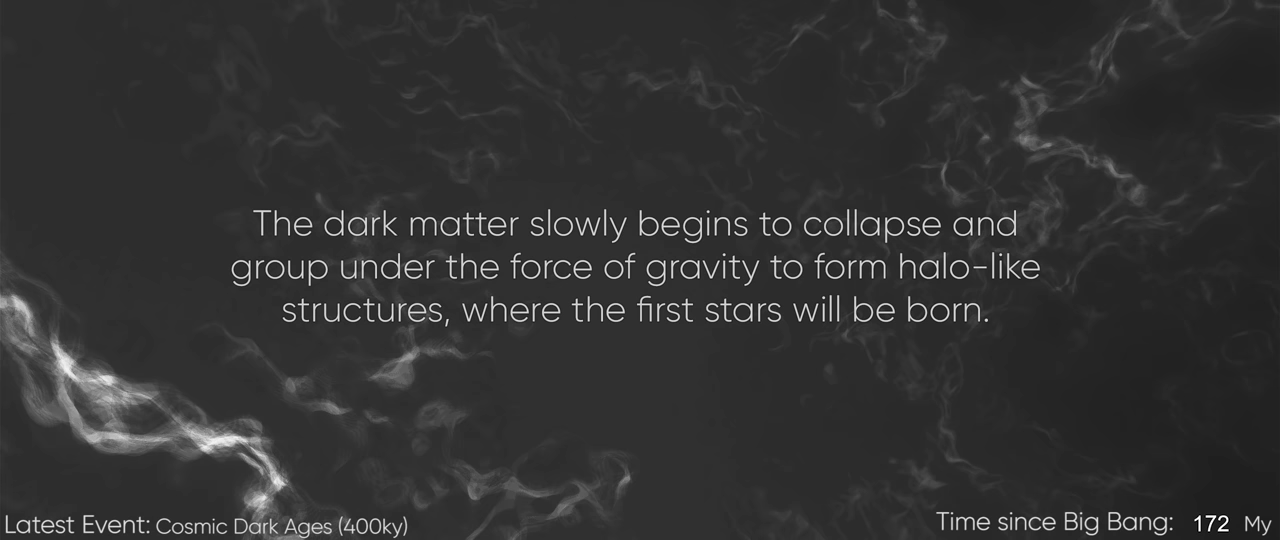 The dark matter slowly begins to collapse and
group under the force of gravity to form halo-like
structures, where the first stars will be born.
Latest Event: Cosmic Dark Ages (400ky)
Time since Big Bang: 172 My